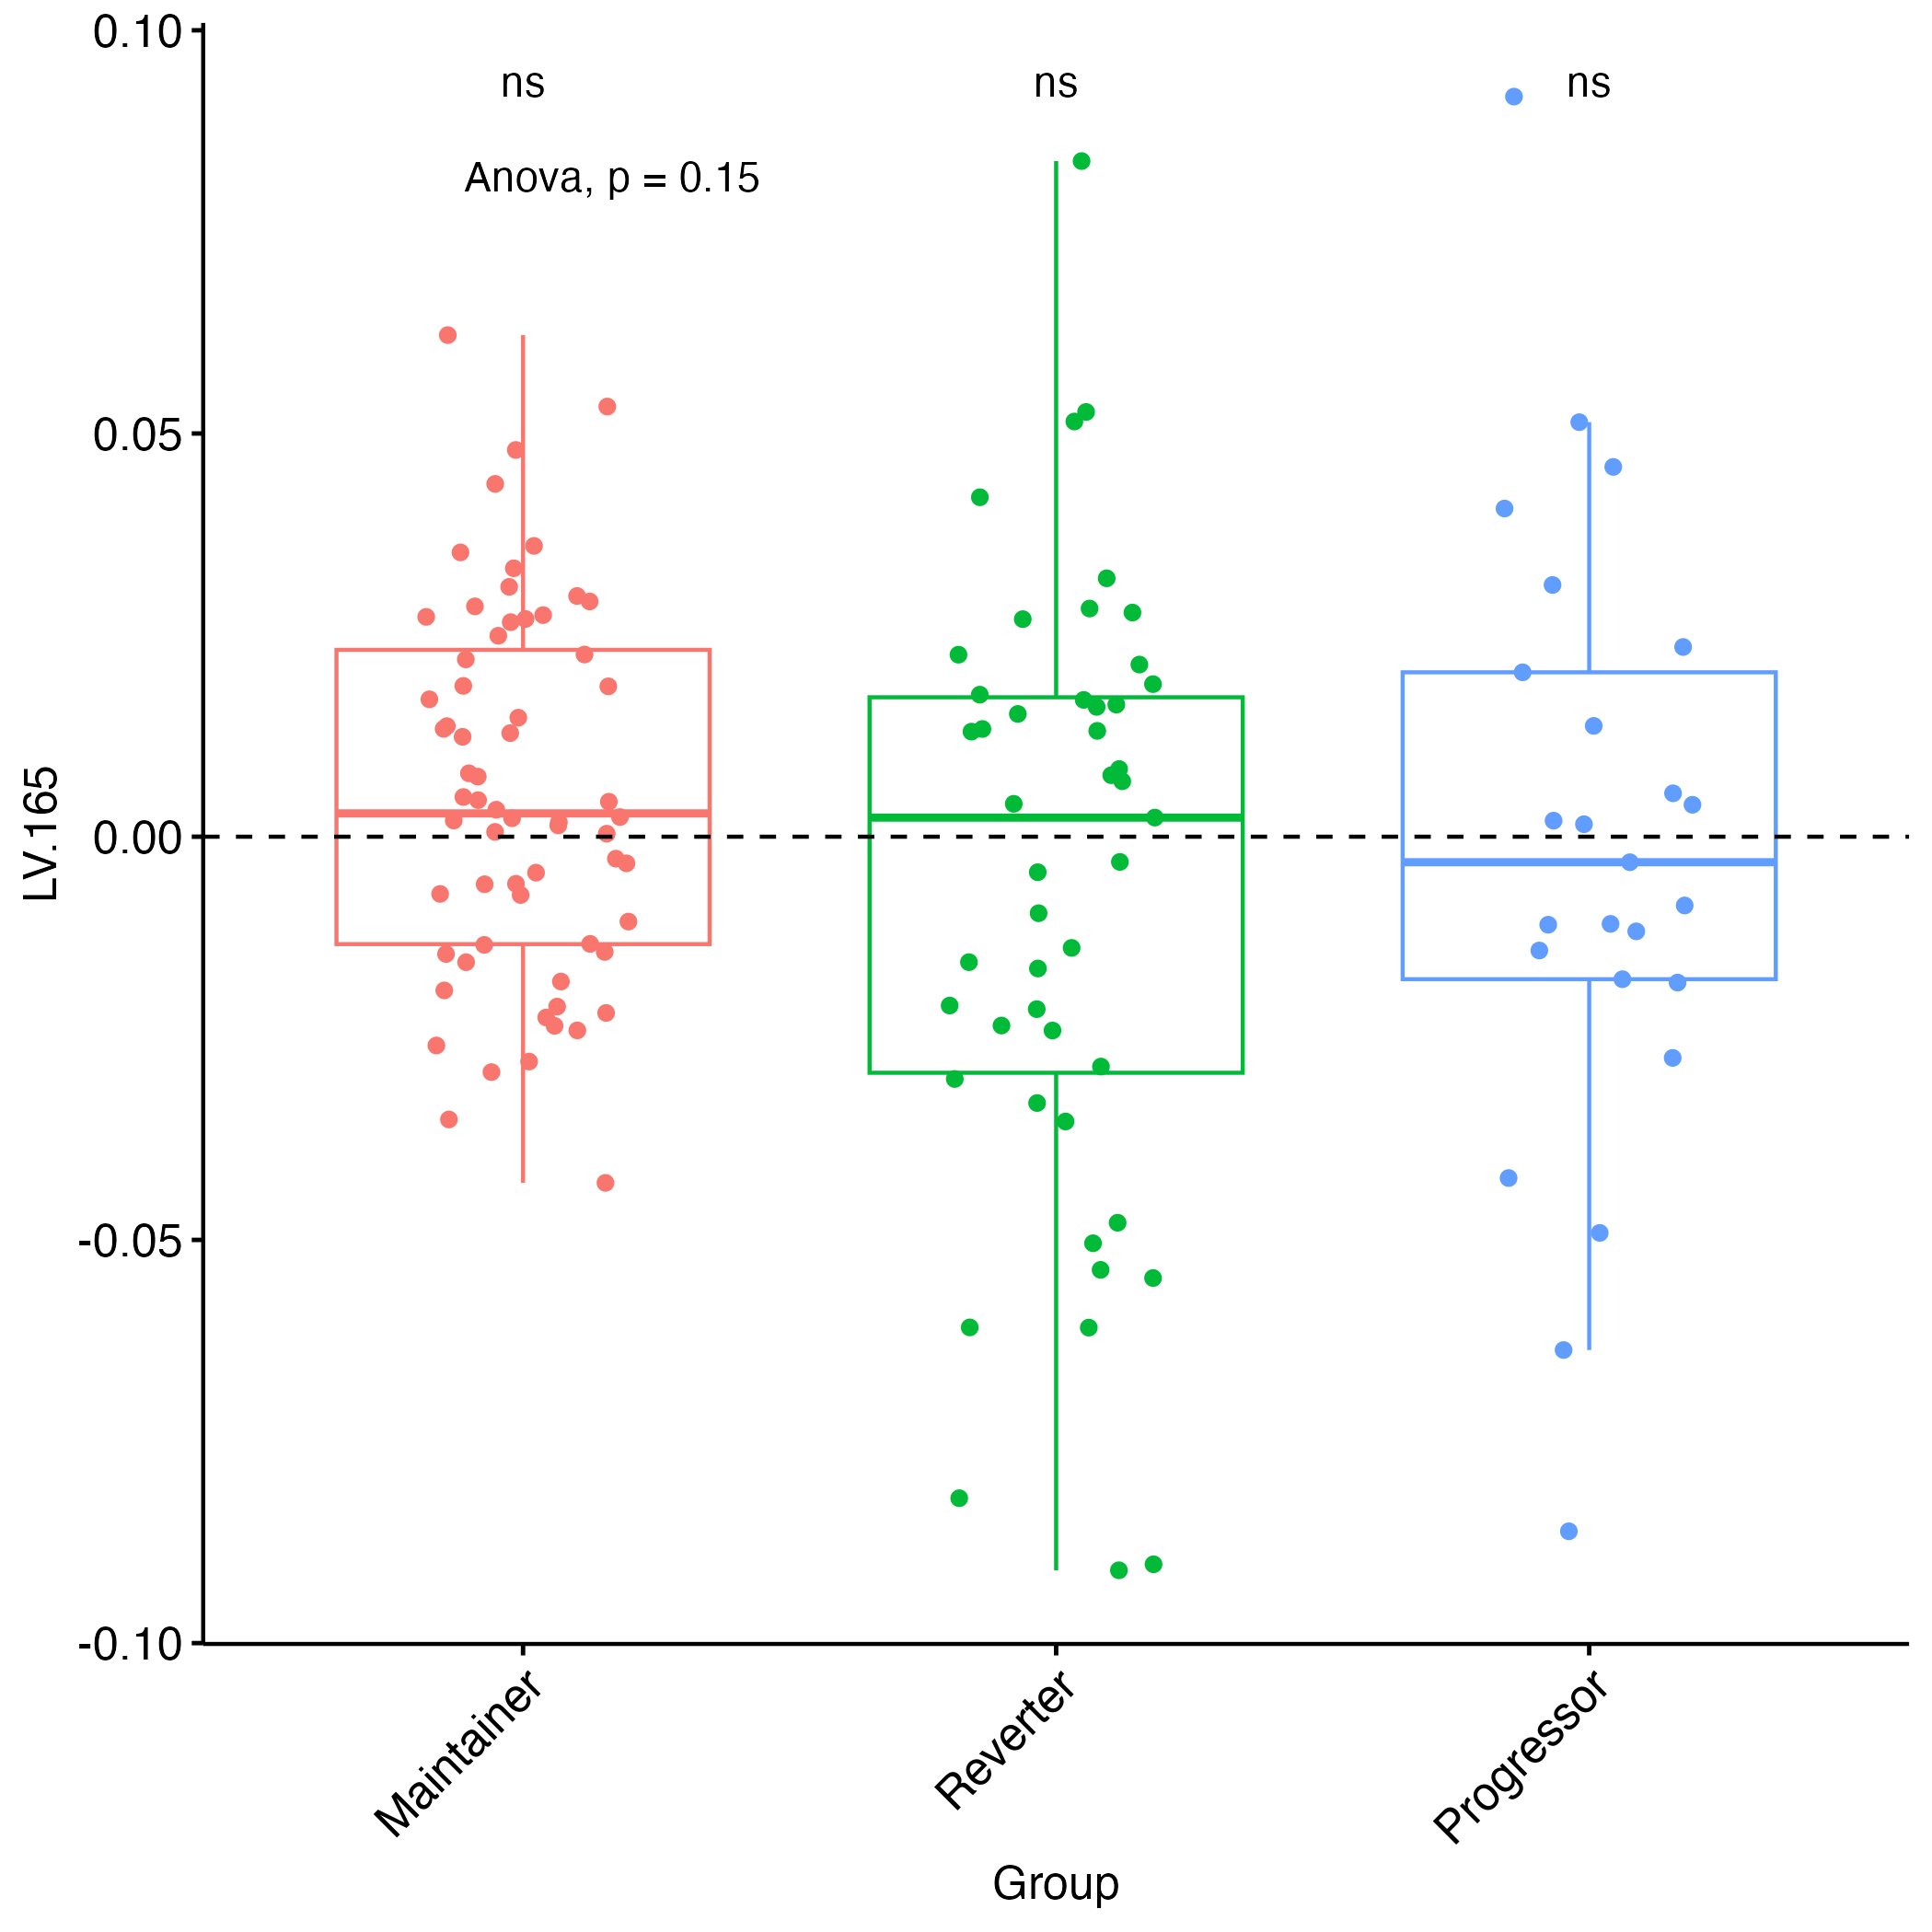 0.10
ns ns ns
Anova, p = 0.15
0.05
LV.165
0.00
-0.05
-0.10
Maintainer
Reverter
Progressor
Group